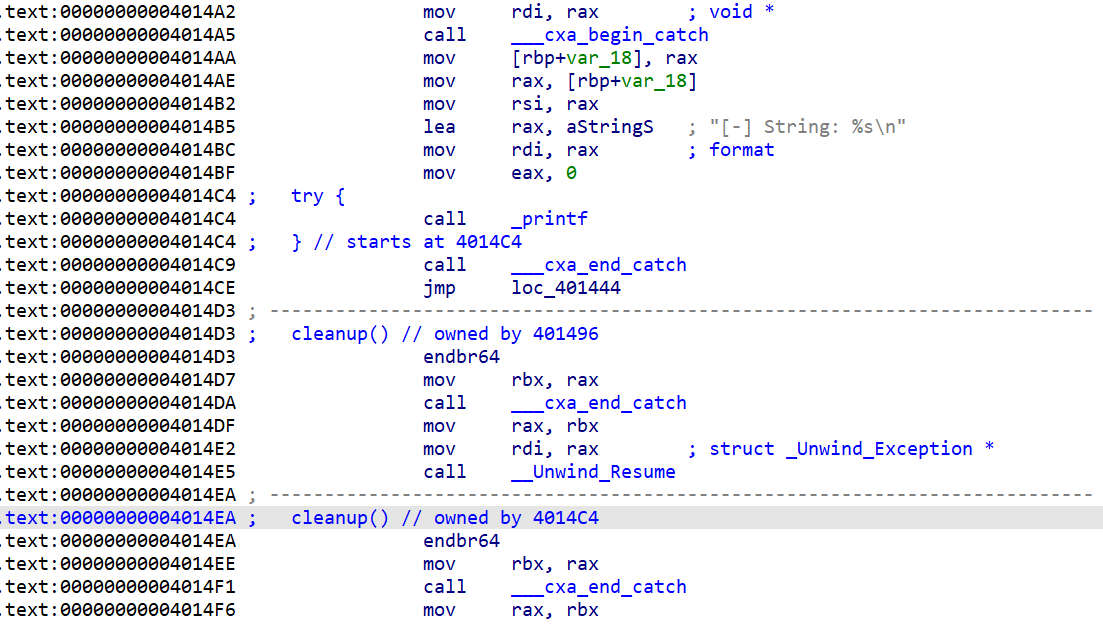 .text:00000000004014A2                 mov     rdi, rax        ; void *
.text:00000000004014A5                 call    ___cxa_begin_catch
.text:00000000004014AA                 mov     [rbp+var_18], rax
.text:00000000004014AE                 mov     rax, [rbp+var_18]
.text:00000000004014B2                 mov     rsi, rax
.text:00000000004014B5                 lea     rax, aStringS   ; "[-] String: %s\n"
.text:00000000004014BC                 mov     rdi, rax        ; format
.text:00000000004014BF                 mov     eax, 0
.text:00000000004014C4 ;   try {
.text:00000000004014C4                 call    _printf
.text:00000000004014C4 ;   } // starts at 4014C4
.text:00000000004014C9                 call    ___cxa_end_catch
.text:00000000004014CE                 jmp     loc_401444
.text:00000000004014D3 ; ---------------------------------------------------------------------------
.text:00000000004014D3 ;   cleanup() // owned by 401496
.text:00000000004014D3                 endbr64
.text:00000000004014D7                 mov     rbx, rax
.text:00000000004014DA                 call    ___cxa_end_catch
.text:00000000004014DF                 mov     rax, rbx
.text:00000000004014E2                 mov     rdi, rax        ; struct _Unwind_Exception *
.text:00000000004014E5                 call    __Unwind_Resume
.text:00000000004014EA ; ---------------------------------------------------------------------------
.text:00000000004014EA ;   cleanup() // owned by 4014C4
.text:00000000004014EA                 endbr64
.text:00000000004014EE                 mov     rbx, rax
.text:00000000004014F1                 call    ___cxa_end_catch
.text:00000000004014F6                 mov     rax, rbx